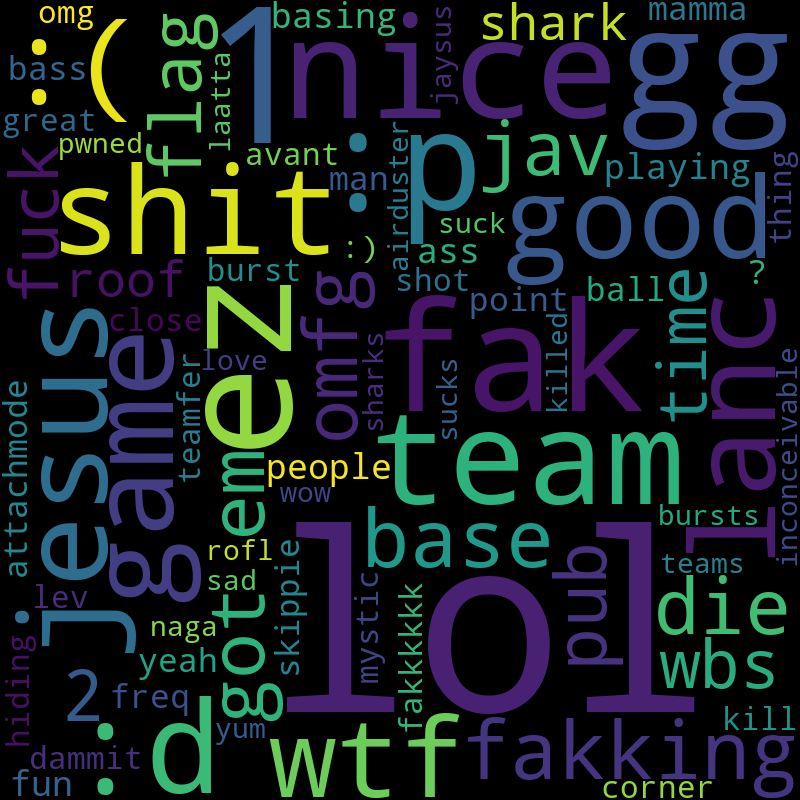 omg
:(
flag
laatta
1
basing
nice
jaysus
shark
mamma
gg
bass
great
pwned
avant
man
:p
airduster
jav
playing
thing
fuck
shit
:)
suck
ass
good
roof
burst
omfg
shot
point
ball
time
?
close
love
ez
sharks
fak
killed
lanc
inconceivable
jesus
game
teamfer
sucks
team
attachmode
eme
people
wow
base
bursts
lol
rofl
sad
skippie
mystic
fakkkkkk
pub
teams
die
wbs
lev
naga
got
yeah
hiding
2
freq
:d
yum
wtf
fakking
kill
dammit
fun
corner